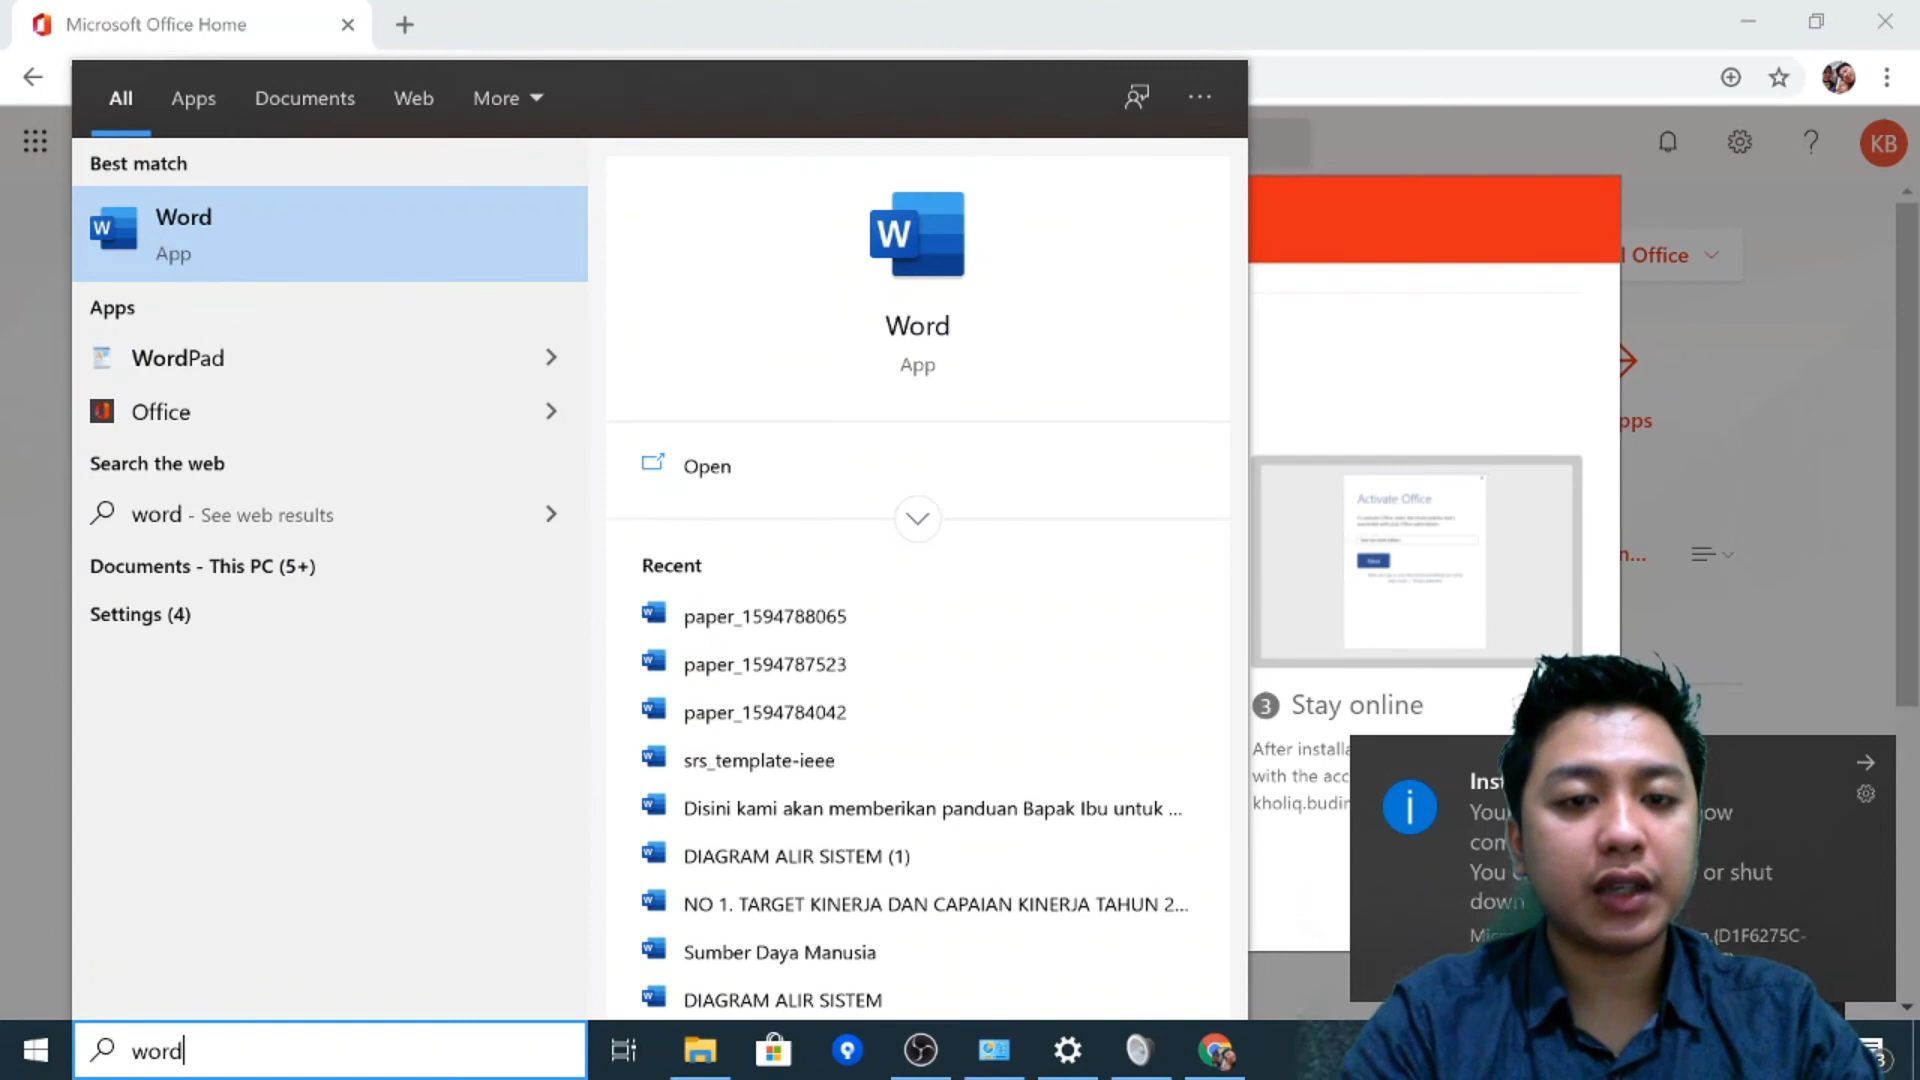 Microsoft Office Home
All Apps Documents Web More
KB
Best match
Word
App
Apps
WordPad
Office
Search the web
word - See web results
Documents - This PC (5+)
Settings (4)
W
Word
App
Open
Recent
paper_1594788065
paper_1594787523
paper_1594784042
srs_template-ieee
Disini kami akan memberikan panduan Bapak Ibu untuk ...
DIAGRAM ALIR SISTEM (1)
NO 1. TARGET KINERJA DAN CAPAIAN KINERJA TAHUN 2...
Sumber Daya Manusia
DIAGRAM ALIR SISTEM
Office
Activate Office
3 Stay online
After
with the
or shut
down
word
3